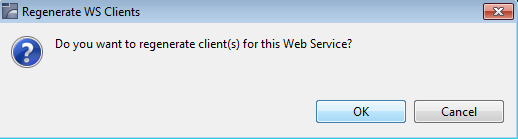 Regenerate WS Clients
Do you want to regenerate client(s) for this Web Service?
OK
Cancel